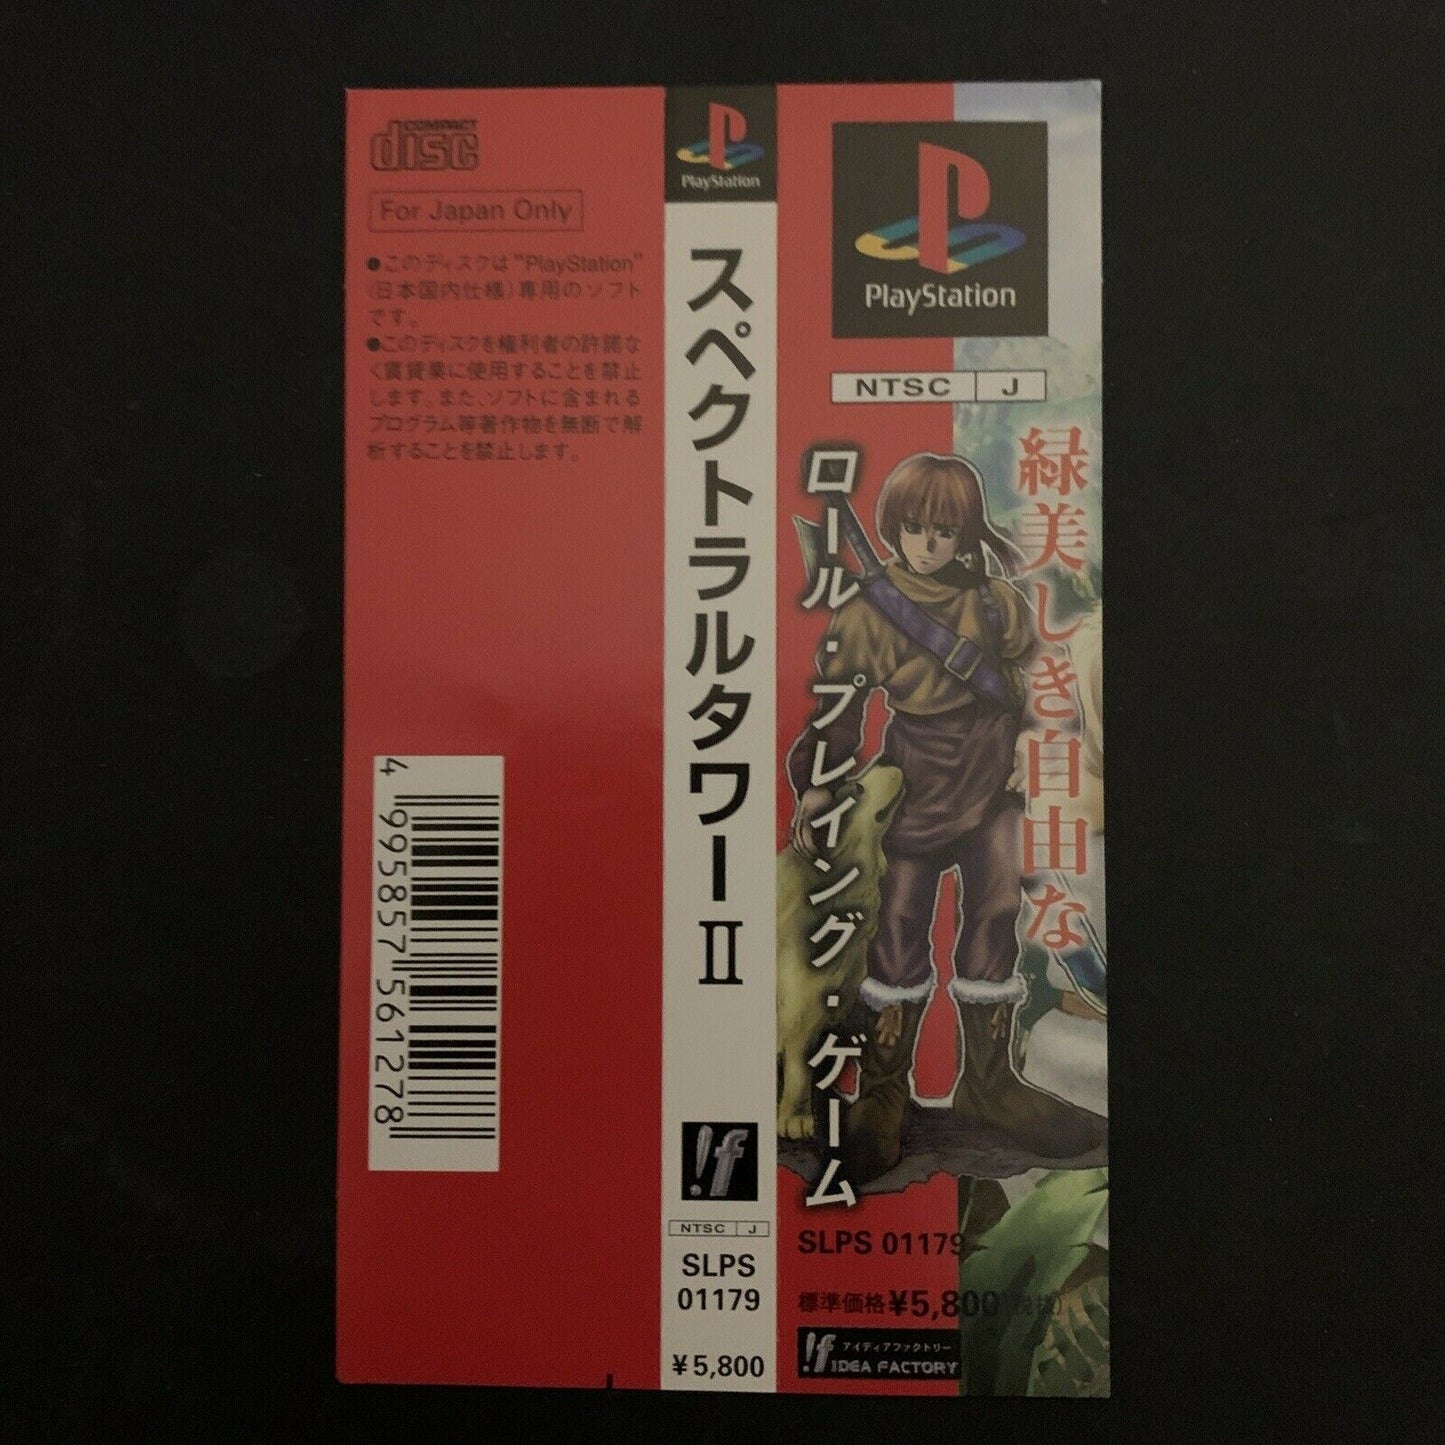 COMPACT
disc
For Japan Only
●このディスクは"PlayStation"
(日本国内仕様)専用のソフト
です。
●このディスクを権利者の許諾な
く賃貸業に使用することを禁止
します。また、ソフトに含まれる
プログラム等著作物を無断で解
析することを禁止します。
4 995857 561278
PlayStation
スペクトラルタワーII
!f
NTSC J
SLPS
01179
¥5,800
PlayStation
NTSC J
緑美しき自由な
ロール・プレイング・ゲーム
SLPS 01179
標準価格¥5,800(税抜)
!f アイディアファクトリー
IDEA FACTORY